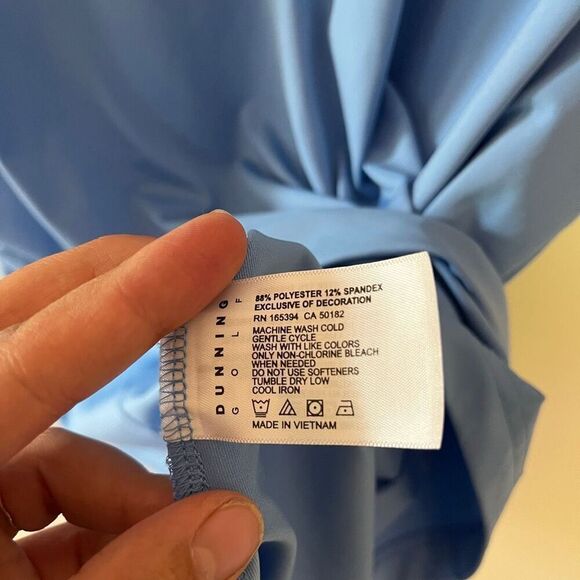 DUNNING
GOLF
88% POLYESTER 12% SPANDEX
EXCLUSIVE OF DECORATION
RN 165394 CA 50182
MACHINE WASH COLD
GENTLE CYCLE
WASH WITH LIKE COLORS
ONLY NON-CHLORINE BLEACH
WHEN NEEDED
DO NOT USE SOFTENERS
TUMBLE DRY LOW
COOL IRON
MADE IN VIETNAM